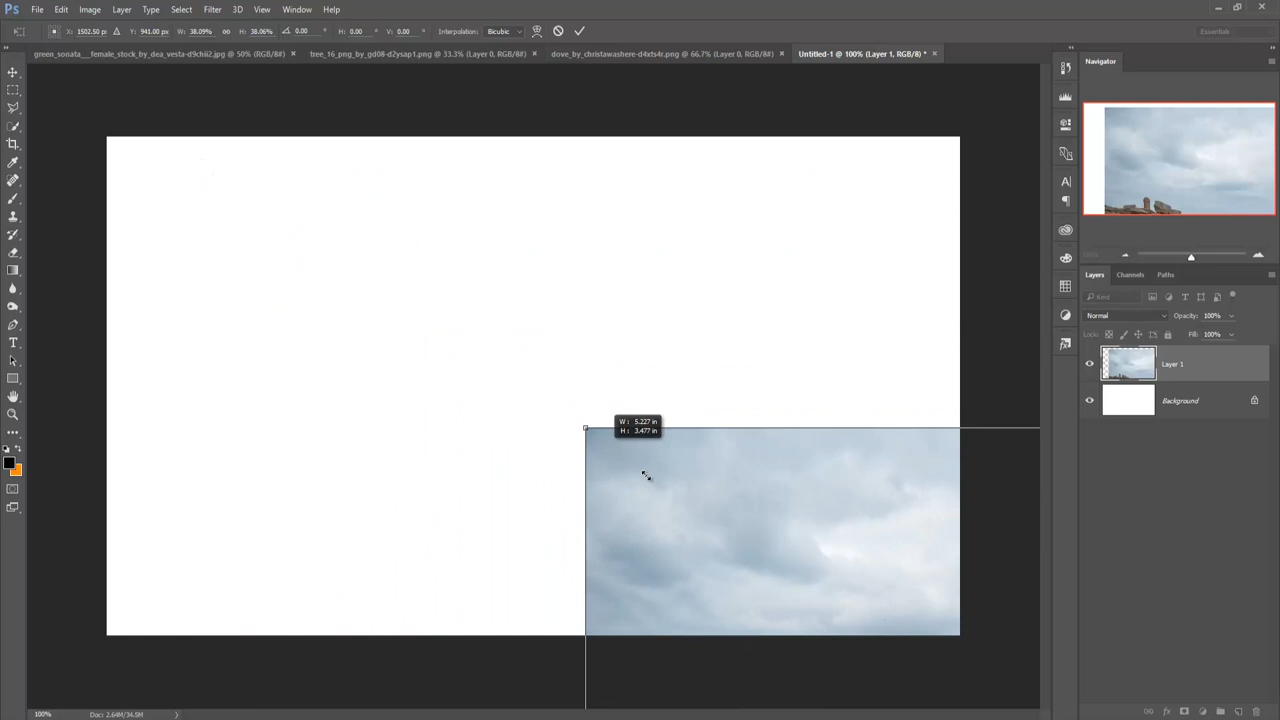 Ps File Edit Image Layer Type Select Filter 3D View Window Help
X: 1502.50 px Y: 941.00 px W: 38.09% H: 38.06% 0.00 ° H: 0.00 ° V: 0.00 ° Interpolation: Bicubic Essentials
green_sonata__female_stock_by_dea_vesta-d9chii2.jpg @ 50% (RGB/8#) × tree_16_png_by_gd08-d2ysap1.png @ 33.3% (Layer 0, RGB/8#) × dove_by_christawashere-d4xts4r.png @ 66.7% (Layer 0, RGB/8#) × Untitled-1 @ 100% (Layer 1, RGB/8) * ×
Navigator
Layers Channels Paths
Kind
Normal Opacity: 100%
Lock: Fill: 100%
Layer 1
Background
W : 5.227 in
H : 3.477 in
100% Doc: 2.64M/34.5M